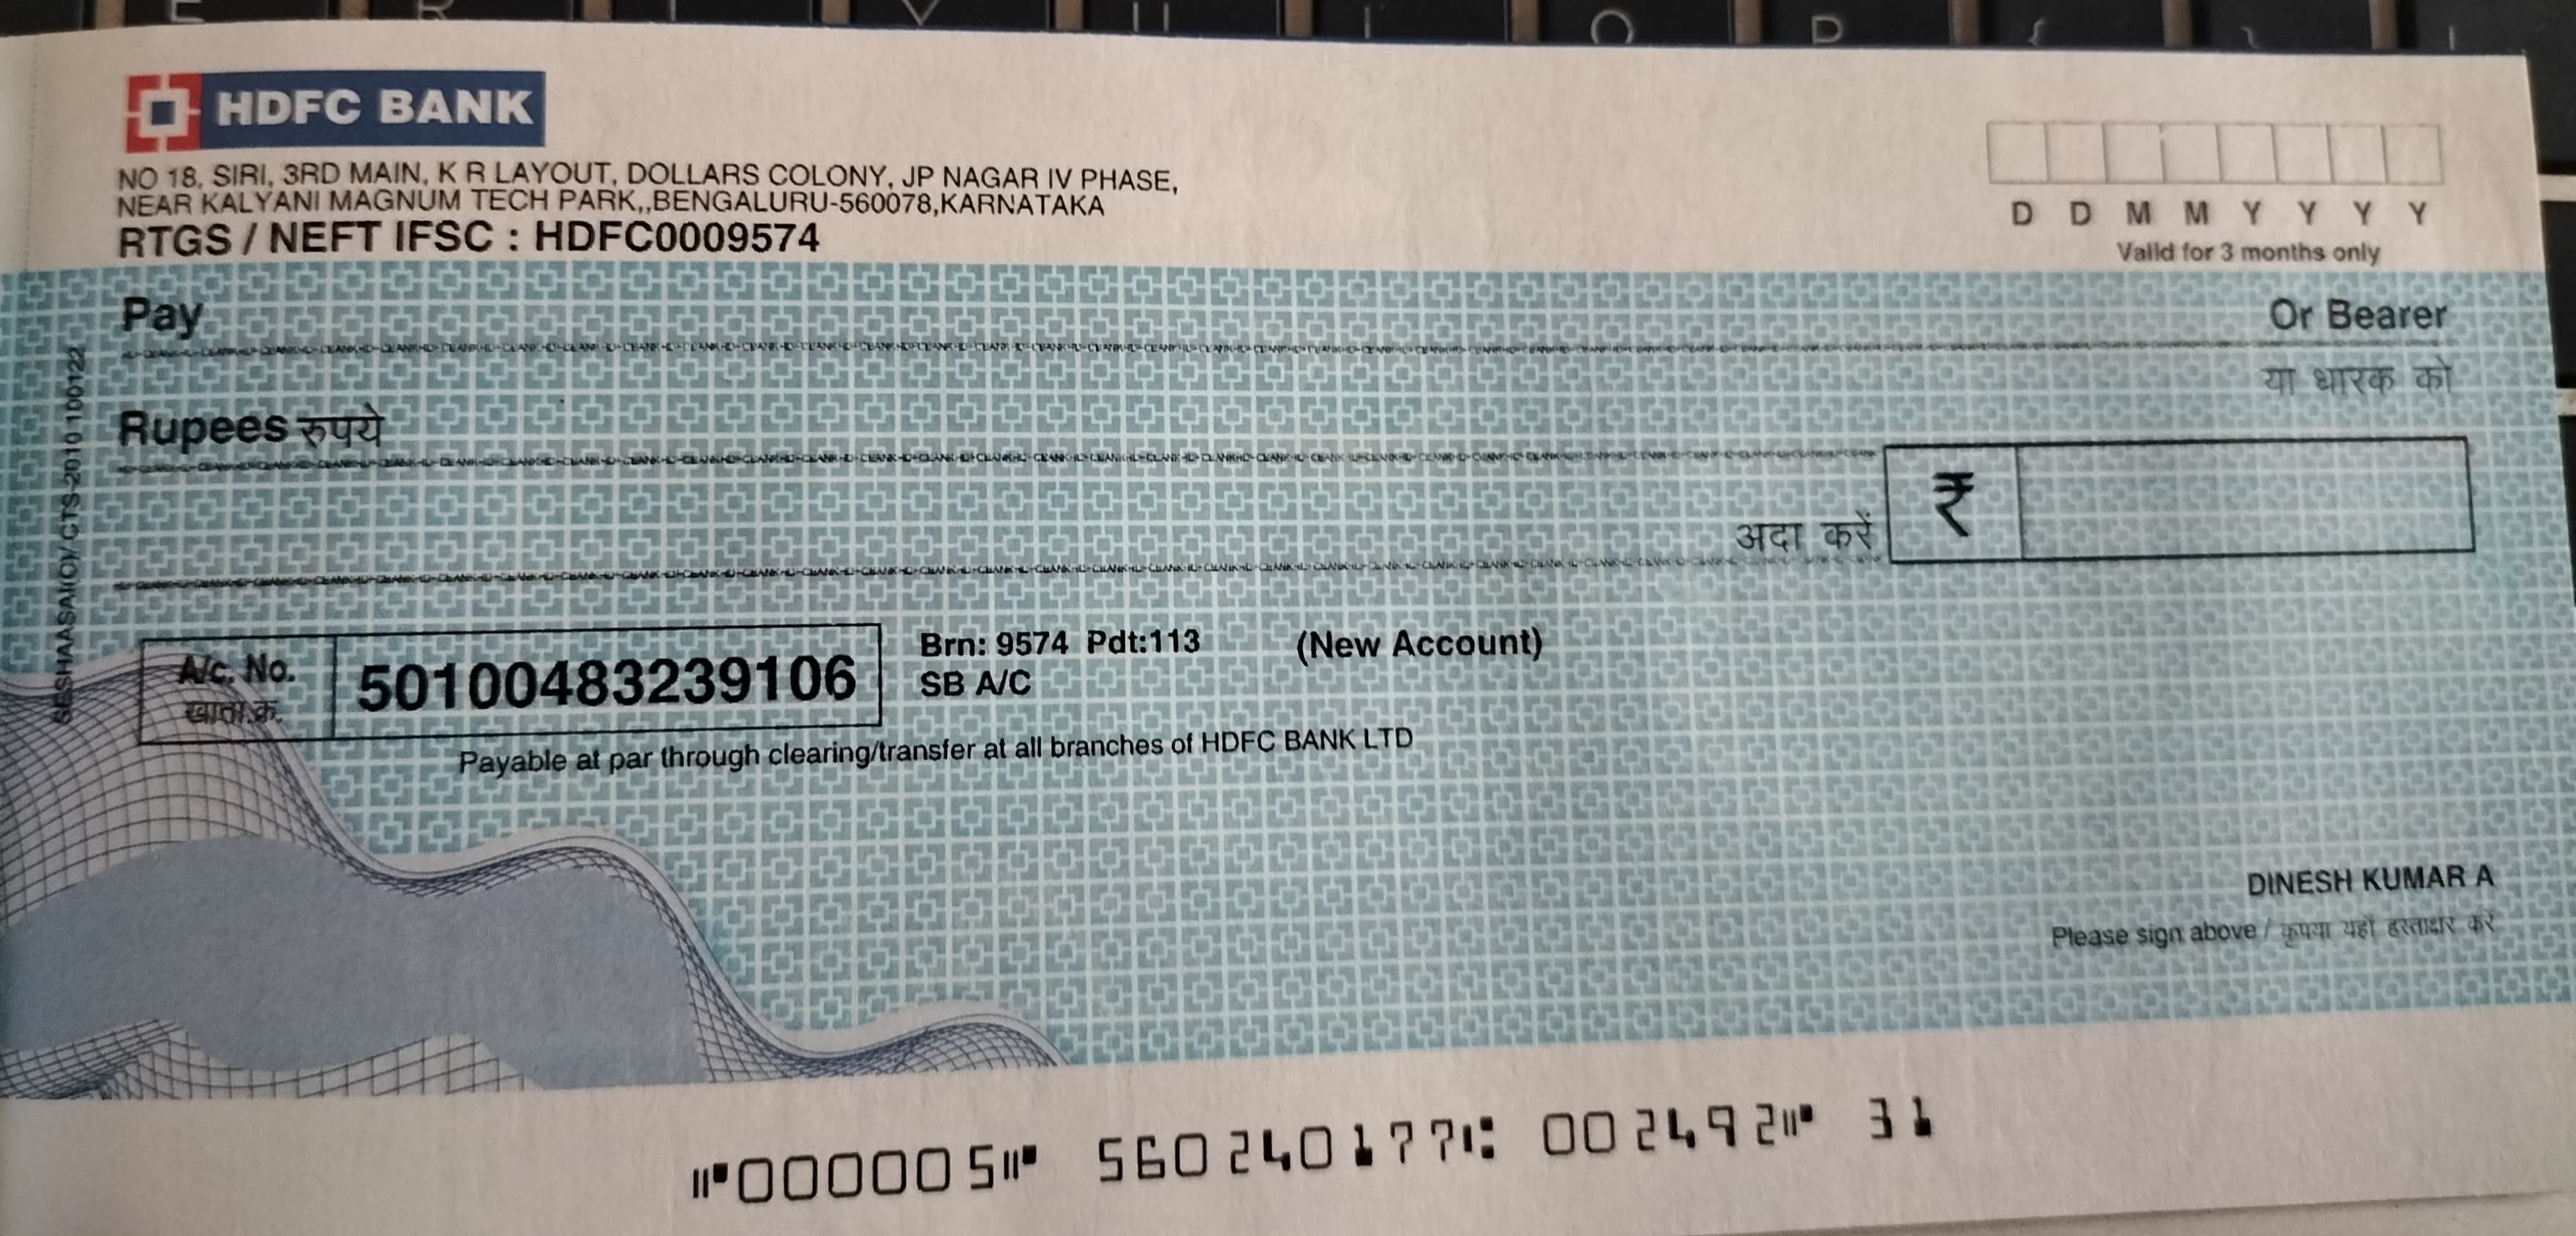 HDFC BANK
NO 18, SIRI, 3RD MAIN, K R LAYOUT, DOLLARS COLONY, JP NAGAR IV PHASE,
NEAR KALYANI MAGNUM TECH PARK,,BENGALURU-560078,KARNATAKA
RTGS / NEFT IFSC : HDFC0009574
D D M M Y Y Y Y
Valid for 3 months only
Pay
Or Bearer
या धारक को
Rupees रुपये
अदा करें
₹
A/c. No.
खाता.क्र.
50100483239106
Brn: 9574 Pdt:113 (New Account)
SB A/C
Payable at par through clearing/transfer at all branches of HDFC BANK LTD
DINESH KUMAR A
Please sign above / कृपया यहाँ हस्ताक्षर करें
⑈000005⑈ 560240177⑆ 002492⑈ 31
CTS-2010 100122